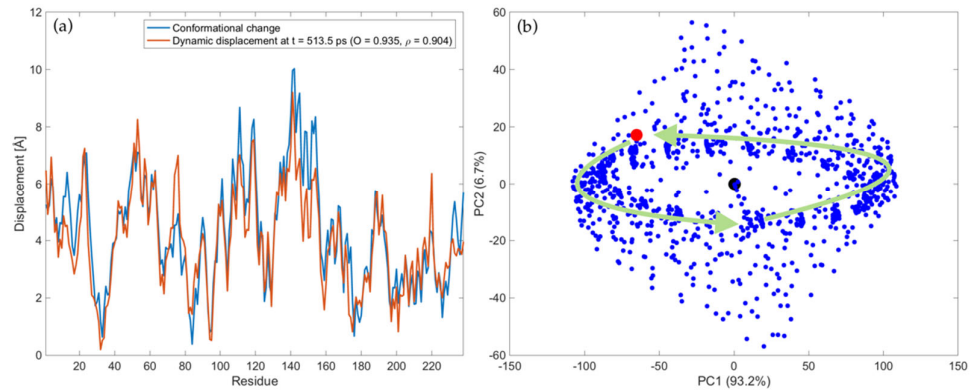 (a)
Conformational change
Dynamic displacement at t = 513.5 ps (O = 0.935, ρ = 0.904)
12
10
8
6
4
2
0
Displacement [Å]
20 40 60 80 100 120 140 160 180 200 220
Residue
(b)
60
40
20
0
-20
-40
-60
PC2 (6.7%)
-150 -100 -50 0 50 100 150
PC1 (93.2%)